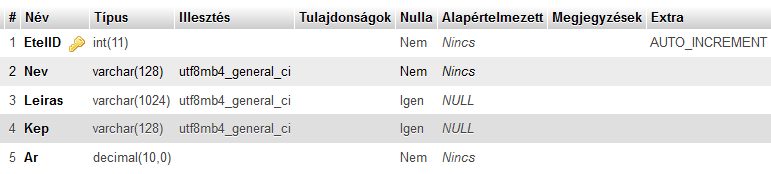 # Név Típus Illesztés Tulajdonságok Nulla Alapértelmezett Megjegyzések Extra
1 EtelID int(11) Nem Nincs AUTO_INCREMENT
2 Nev varchar(128) utf8mb4_general_ci Nem Nincs
3 Leiras varchar(1024) utf8mb4_general_ci Igen NULL
4 Kep varchar(128) utf8mb4_general_ci Igen NULL
5 Ar decimal(10,0) Nem Nincs